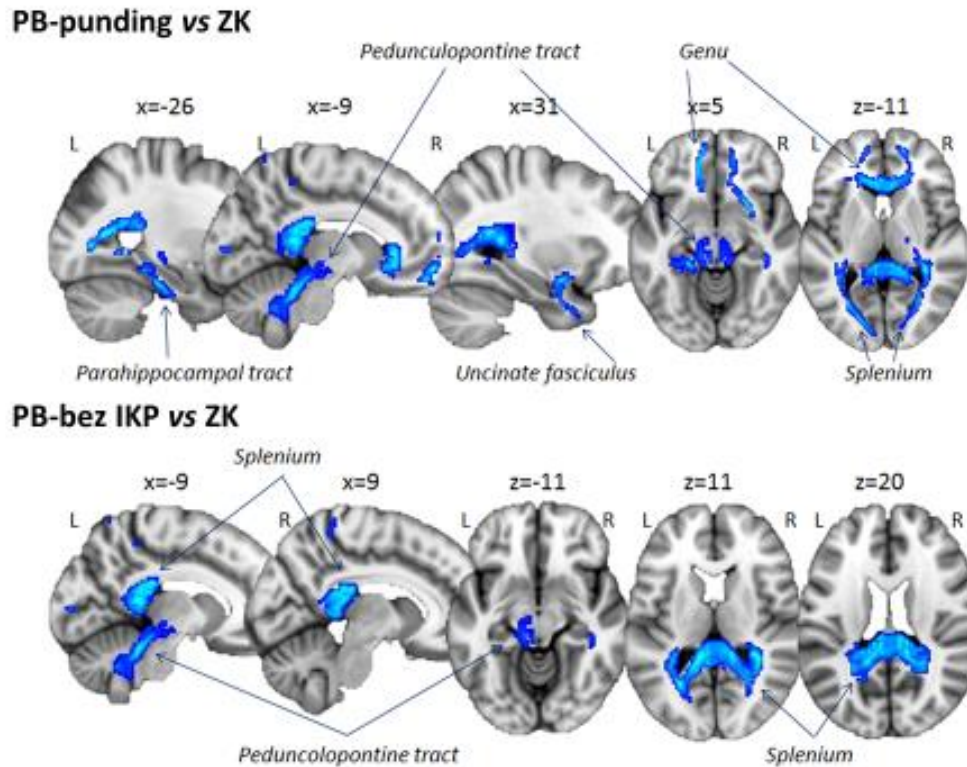 PB-punding vs ZK
Pedunculopontine tract
Genu
x=-26
x=-9
x=31
x=5
z=-11
L
L
R
L
R
L
R
Parahippocampal tract
Uncinate fasciculus
Splenium
PB-bez IKP vs ZK
Splenium
x=-9
x=9
z=-11
z=11
z=20
L
R
L
R
L
R
L
R
Peduncolopontine tract
Splenium